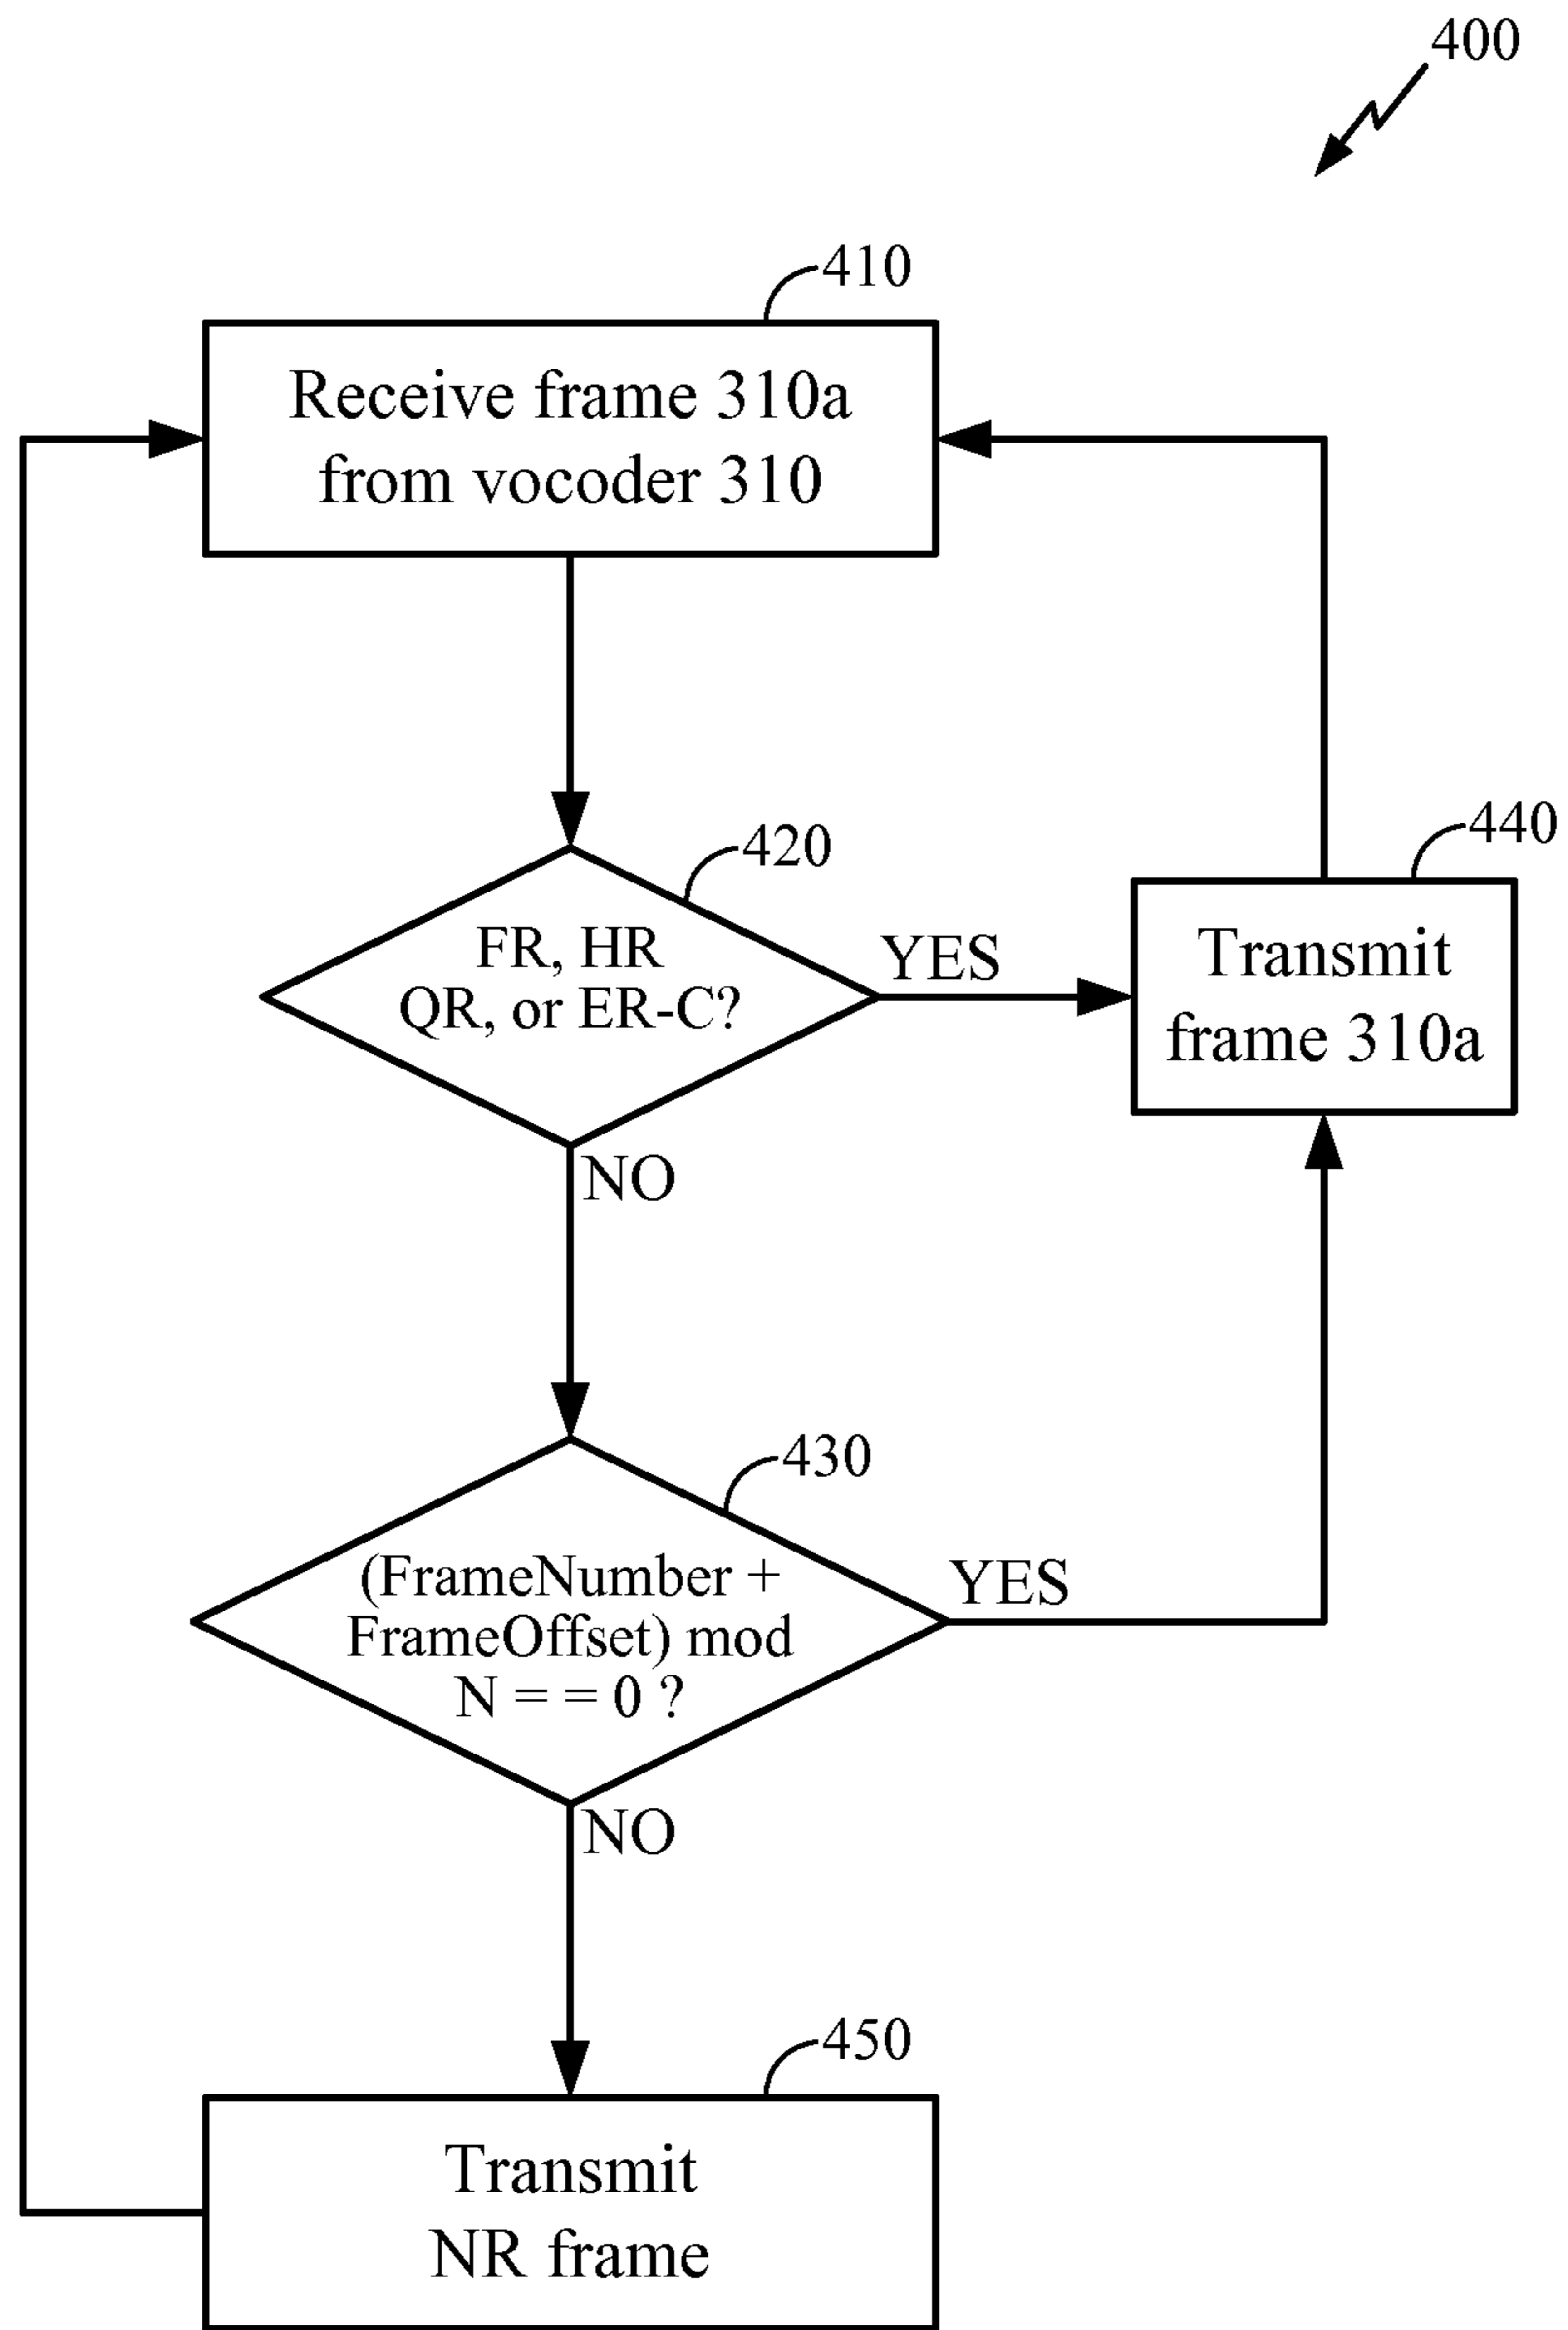 400
410
Receive frame 310a
from vocoder 310
420
FR, HR
QR, or ER-C?
YES
440
Transmit
frame 310a
NO
430
(FrameNumber +
FrameOffset) mod
N = = 0 ?
YES
NO
450
Transmit
NR frame